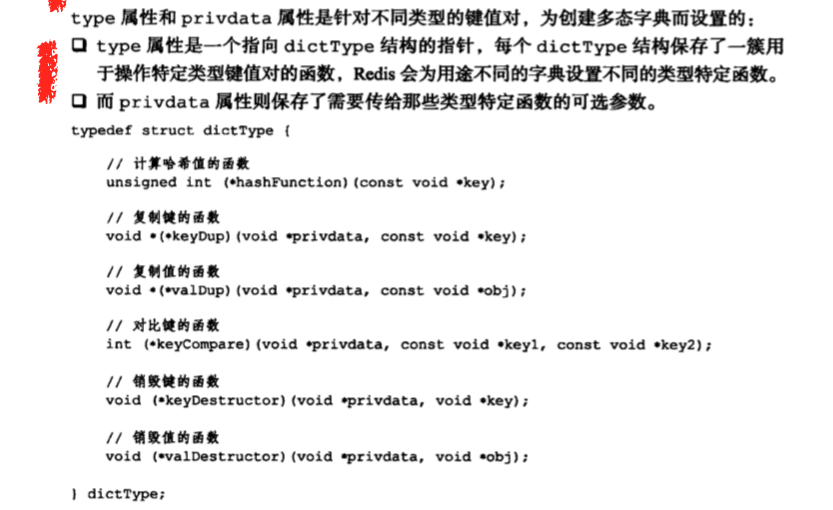 type 属性和 privdata 属性是针对不同类型的键值对，为创建多态字典而设置的：
❑ type 属性是一个指向 dictType 结构的指针，每个 dictType 结构保存了一簇用
于操作特定类型键值对的函数，Redis 会为用途不同的字典设置不同的类型特定函数。
❑ 而 privdata 属性则保存了需要传给那些类型特定函数的可选参数。
typedef struct dictType {
// 计算哈希值的函数
unsigned int (*hashFunction)(const void *key);
// 复制键的函数
void *(*keyDup)(void *privdata, const void *key);
// 复制值的函数
void *(*valDup)(void *privdata, const void *obj);
// 对比键的函数
int (*keyCompare)(void *privdata, const void *key1, const void *key2);
// 销毁键的函数
void (*keyDestructor)(void *privdata, void *key);
// 销毁值的函数
void (*valDestructor)(void *privdata, void *obj);
} dictType;